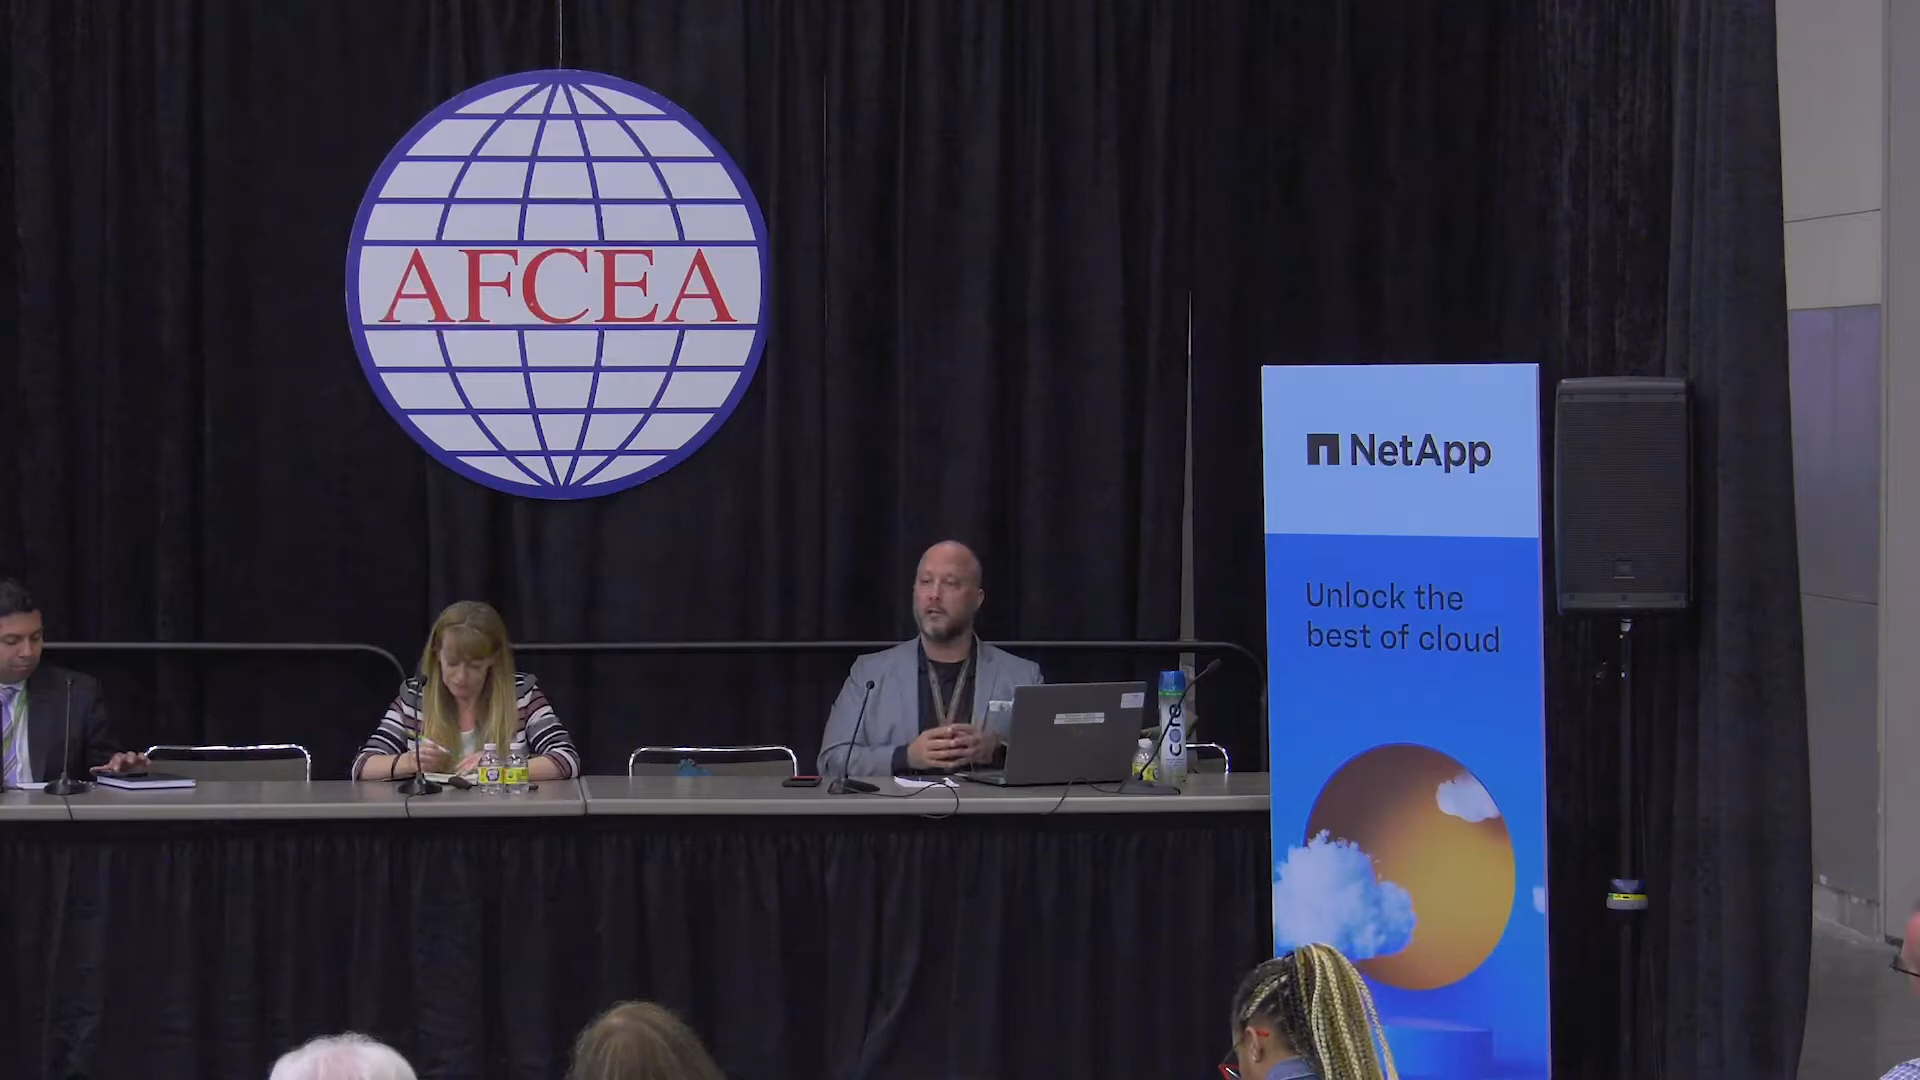 AFCEA
NetApp
Unlock the
best of cloud
core